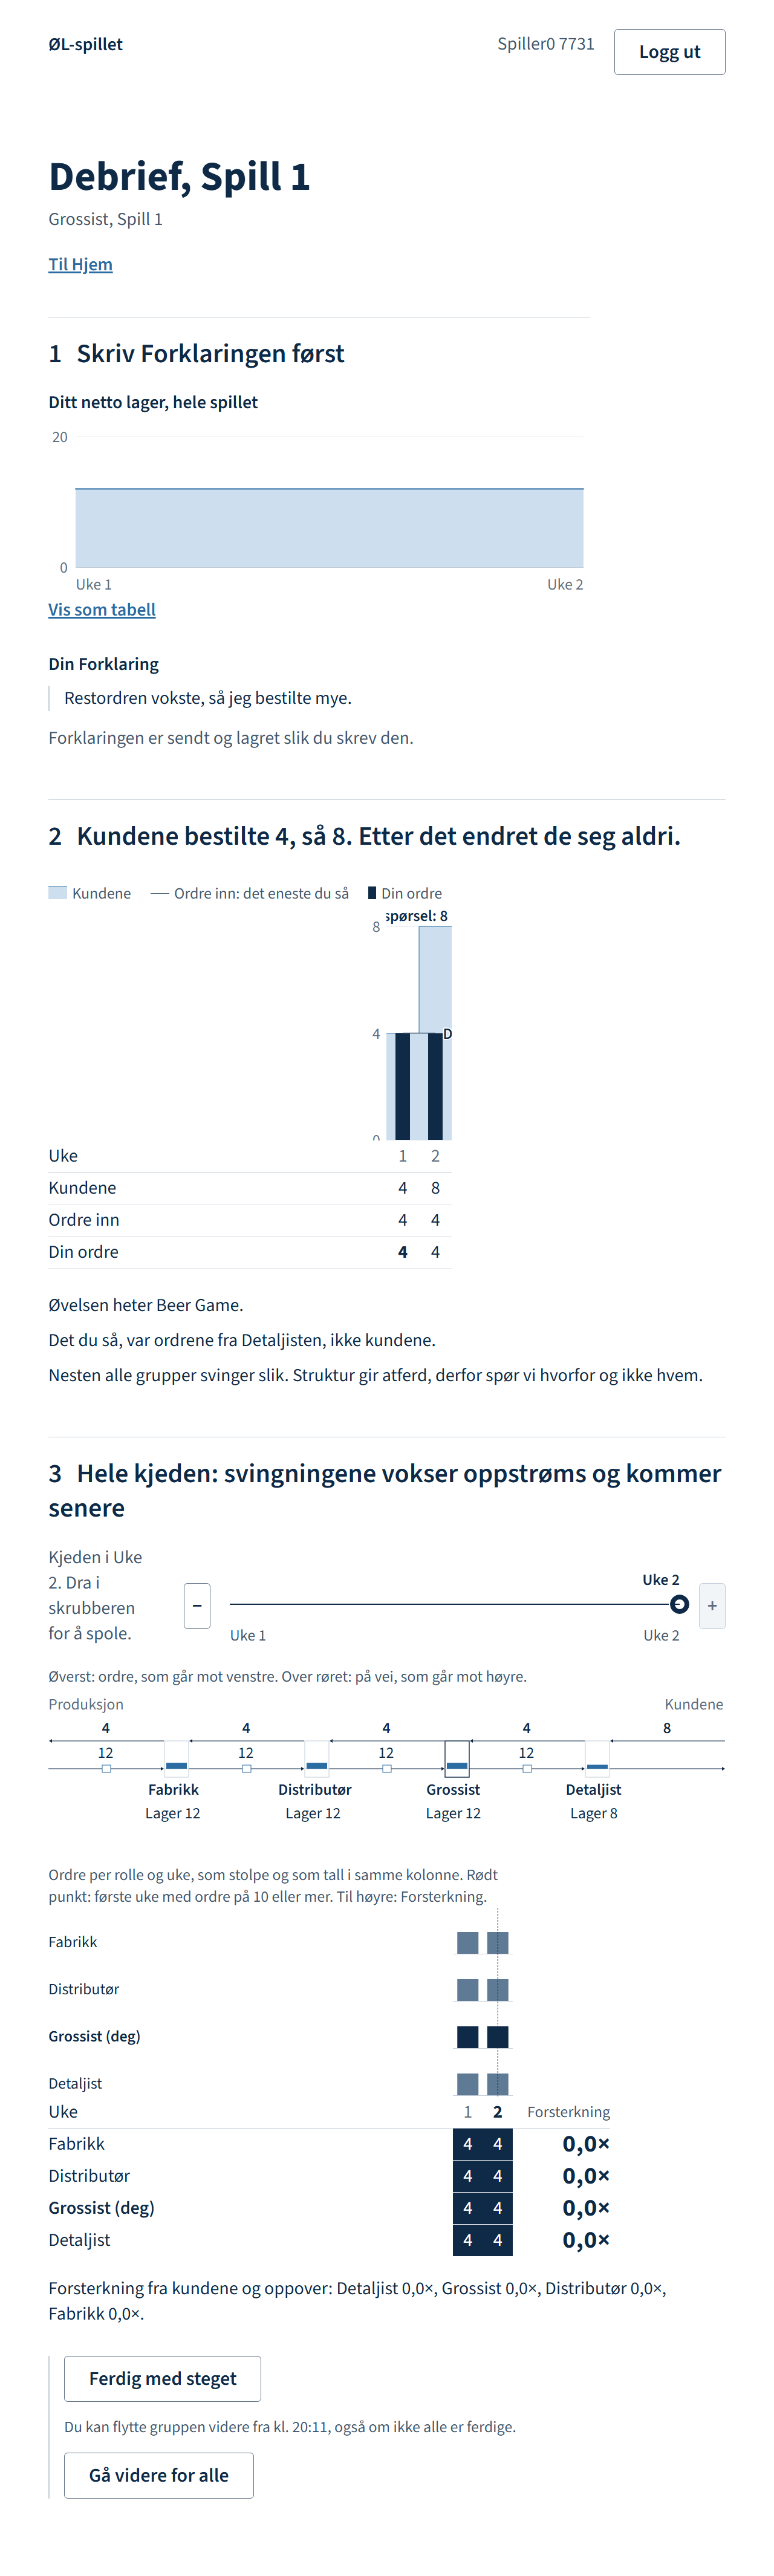 ØL-spillet
Spiller0 7731
Logg ut
Debrief, Spill 1
Grossist, Spill 1
Til Hjem
1 Skriv Forklaringen først
Ditt netto lager, hele spillet
20
0
Uke 1 Uke 2
Vis som tabell
Din Forklaring
Restordren vokste, så jeg bestilte mye.
Forklaringen er sendt og lagret slik du skrev den.
2 Kundene bestilte 4, så 8. Etter det endret de seg aldri.
Kundene Ordre inn: det eneste du så Din ordre
spørsel: 8
8
4 D
0
Uke 1 2
Kundene 4 8
Ordre inn 4 4
Din ordre 4 4
Øvelsen heter Beer Game.
Det du så, var ordrene fra Detaljisten, ikke kundene.
Nesten alle grupper svinger slik. Struktur gir atferd, derfor spør vi hvorfor og ikke hvem.
3 Hele kjeden: svingningene vokser oppstrøms og kommer
senere
Kjeden i Uke
2. Dra i
skrubberen
for å spole.
−
Uke 2
+
Uke 1 Uke 2
Øverst: ordre, som går mot venstre. Over røret: på vei, som går mot høyre.
Produksjon Kundene
4 4 4 4 8
12 12 12 12
Fabrikk Distributør Grossist Detaljist
Lager 12 Lager 12 Lager 12 Lager 8
Ordre per rolle og uke, som stolpe og som tall i samme kolonne. Rødt
punkt: første uke med ordre på 10 eller mer. Til høyre: Forsterkning.
Fabrikk
Distributør
Grossist (deg)
Detaljist
Uke 1 2 Forsterkning
Fabrikk 4 4 0,0×
Distributør 4 4 0,0×
Grossist (deg) 4 4 0,0×
Detaljist 4 4 0,0×
Forsterkning fra kundene og oppover: Detaljist 0,0×, Grossist 0,0×, Distributør 0,0×,
Fabrikk 0,0×.
Ferdig med steget
Du kan flytte gruppen videre fra kl. 20:11, også om ikke alle er ferdige.
Gå videre for alle